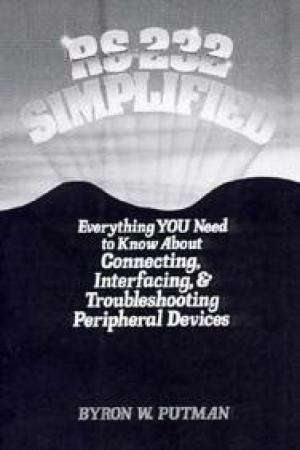 RS-232
SIMPLIFIED
Everything YOU Need
to Know About
Connecting,
Interfacing, &
Troubleshooting
Peripheral Devices
BYRON W. PUTMAN